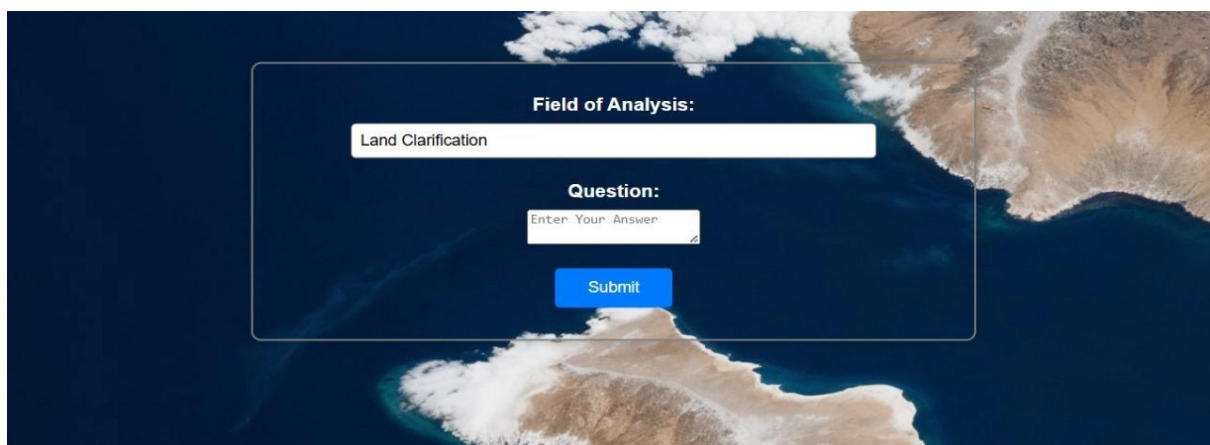 Field of Analysis:
Land Clarification
Question:
Enter Your Answer
Submit